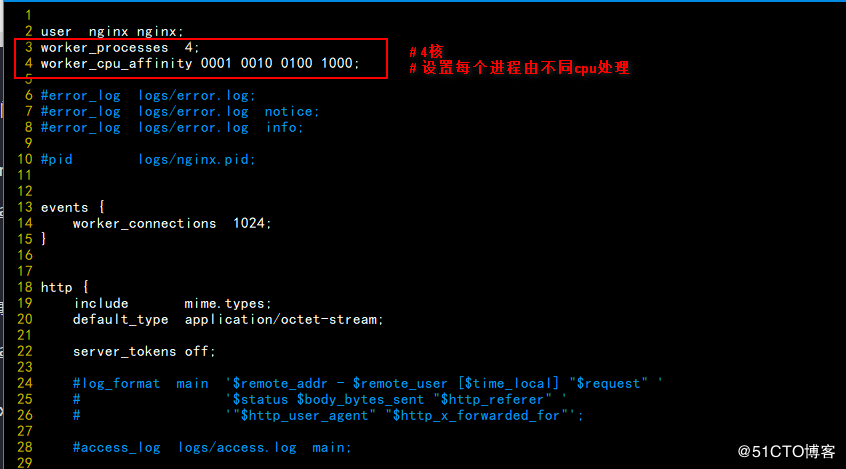 1
2 user  nginx nginx;
3 worker_processes  4;
# 4核
4 worker_cpu_affinity 0001 0010 0100 1000;
# 设置每个进程由不同cpu处理
5
6 #error_log  logs/error.log;
7 #error_log  logs/error.log  notice;
8 #error_log  logs/error.log  info;
9
10 #pid        logs/nginx.pid;
11
12
13 events {
14     worker_connections  1024;
15 }
16
17
18 http {
19     include       mime.types;
20     default_type  application/octet-stream;
21
22     server_tokens off;
23
24     #log_format  main  '$remote_addr - $remote_user [$time_local] "$request" '
25     #                  '$status $body_bytes_sent "$http_referer" '
26     #                  '"$http_user_agent" "$http_x_forwarded_for"';
27
28     #access_log  logs/access.log  main;
29
@51CTO博客